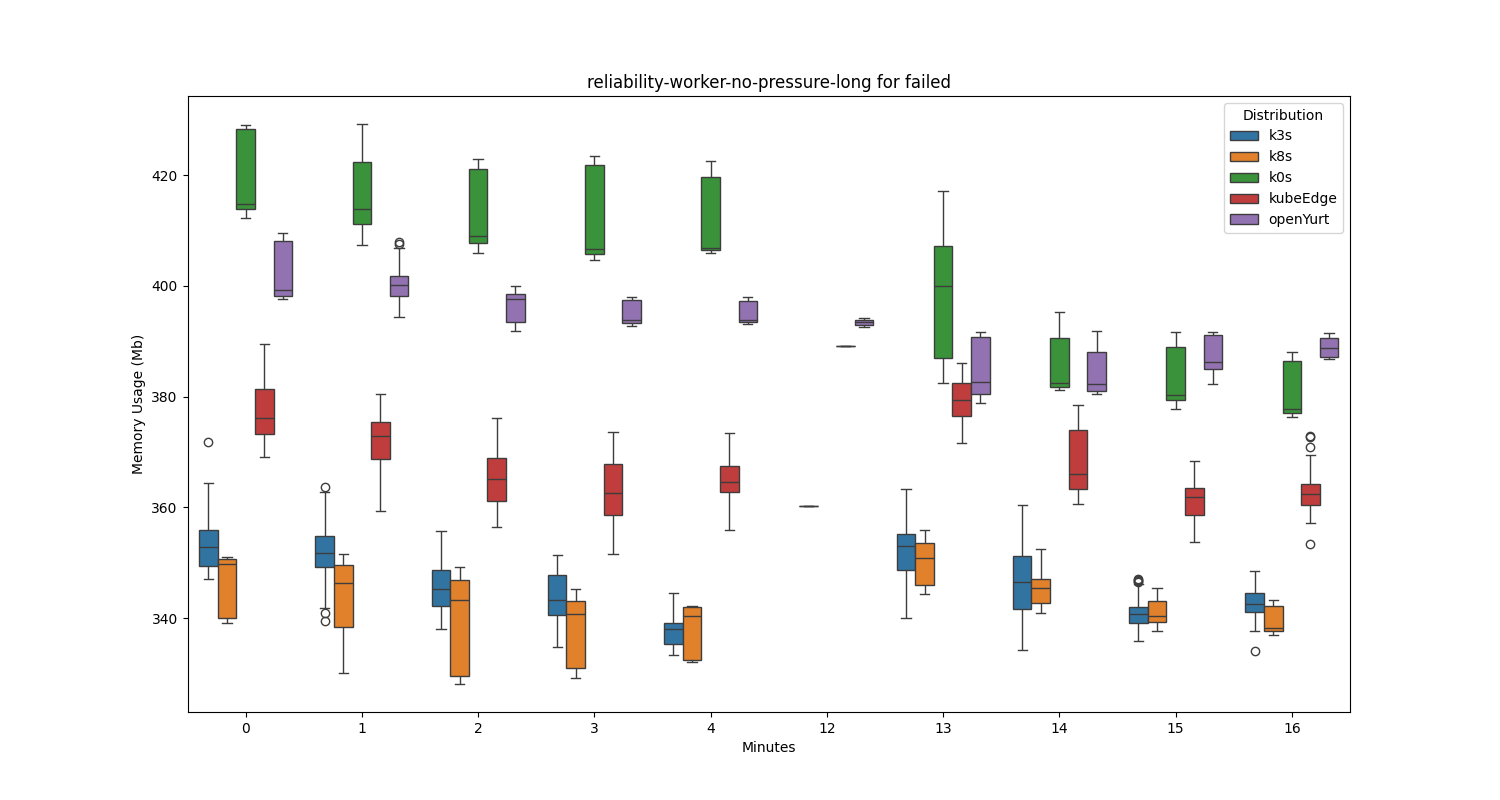 reliability-worker-no-pressure-long for failed
Distribution
k3s
k8s
k0s
kubeEdge
openYurt
Memory Usage (Mb)
420
400
380
360
340
0 1 2 3 4 12 13 14 15 16
Minutes